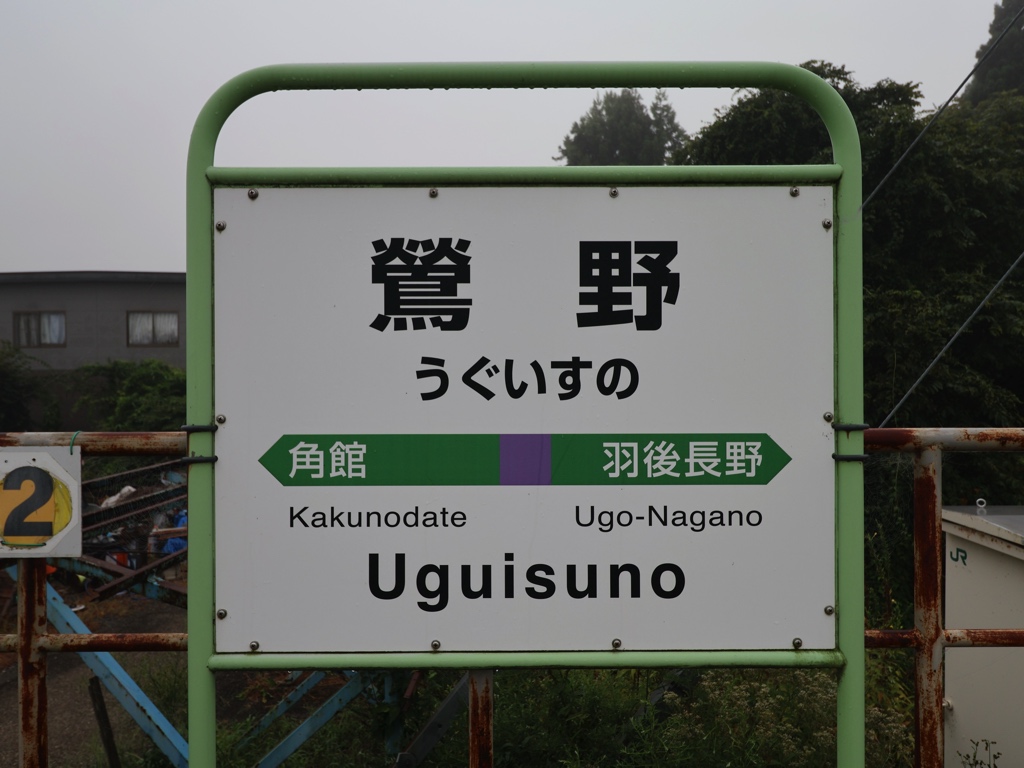 鶯野
うぐいすの
角館 羽後長野
Kakunodate Ugo-Nagano
Uguisuno
2
JR